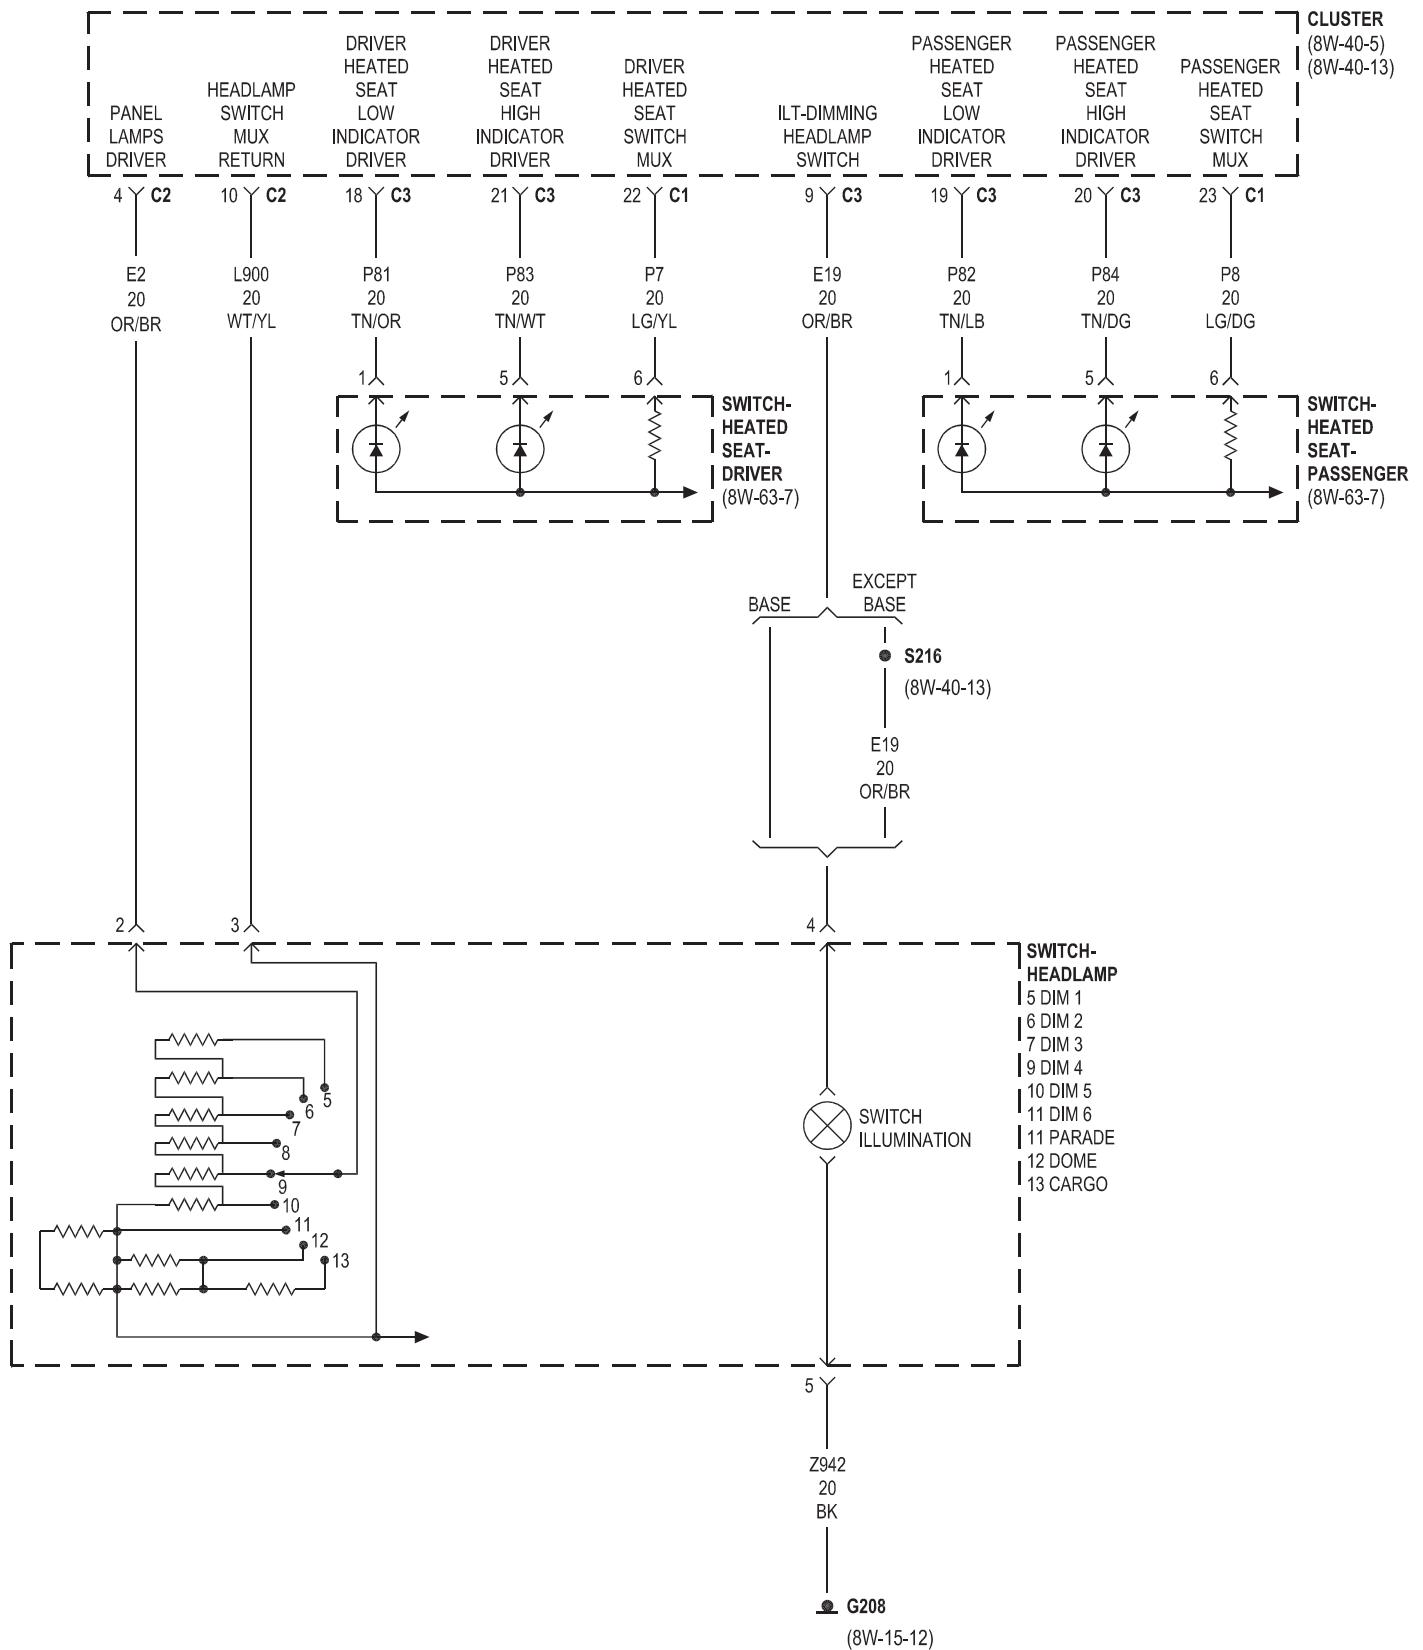 CLUSTER
(8W-40-5)
(8W-40-13)
PANEL
LAMPS
DRIVER
HEADLAMP
SWITCH
MUX
RETURN
DRIVER
HEATED
SEAT
LOW
INDICATOR
DRIVER
DRIVER
HEATED
SEAT
HIGH
INDICATOR
DRIVER
DRIVER
HEATED
SEAT
SWITCH
MUX
ILT-DIMMING
HEADLAMP
SWITCH
PASSENGER
HEATED
SEAT
LOW
INDICATOR
DRIVER
PASSENGER
HEATED
SEAT
HIGH
INDICATOR
DRIVER
PASSENGER
HEATED
SEAT
SWITCH
MUX
4 C2
10 C2
18 C3
21 C3
22 C1
9 C3
19 C3
20 C3
23 C1
E2
20
OR/BR
L900
20
WT/YL
P81
20
TN/OR
P83
20
TN/WT
P7
20
LG/YL
E19
20
OR/BR
P82
20
TN/LB
P84
20
TN/DG
P8
20
LG/DG
1
5
6
1
5
6
SWITCH-
HEATED
SEAT-
DRIVER
(8W-63-7)
SWITCH-
HEATED
SEAT-
PASSENGER
(8W-63-7)
BASE
EXCEPT
BASE
S216
(8W-40-13)
E19
20
OR/BR
2
3
4
SWITCH-
HEADLAMP
5 DIM 1
6 DIM 2
7 DIM 3
9 DIM 4
10 DIM 5
11 DIM 6
11 PARADE
12 DOME
13 CARGO
5
6
7
8
9
10
11
12
13
SWITCH
ILLUMINATION
5
Z942
20
BK
G208
(8W-15-12)